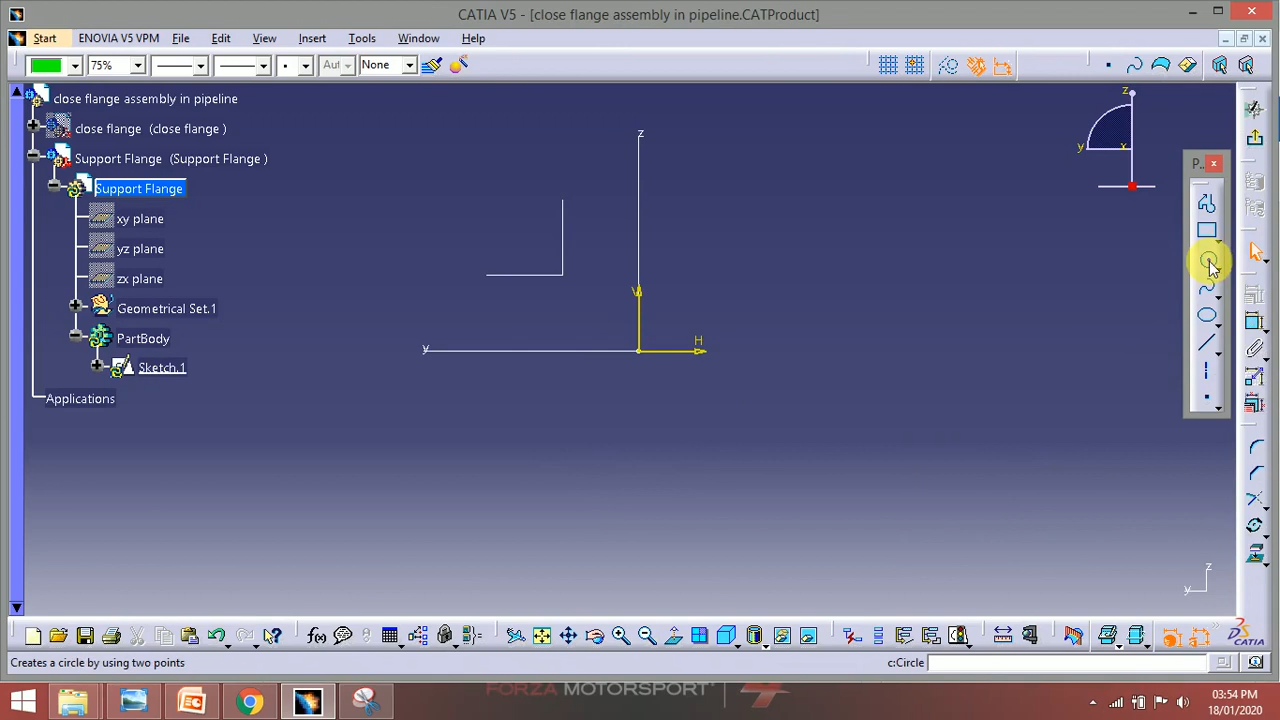 CATIA V5 - [close flange assembly in pipeline.CATProduct]
Start ENOVIA V5 VPM File Edit View Insert Tools Window Help
75% Aut None
close flange assembly in pipeline
close flange (close flange )
Support Flange (Support Flange )
Support Flange
xy plane
yz plane
zx plane
Geometrical Set.1
PartBody
Sketch.1
Applications
z
y
V
H
z
y
x
P...
z
y
f(x)
DS CATIA
Creates a circle by using two points
c:Circle
FORZA MOTORSPORT
03:54 PM
18/01/2020